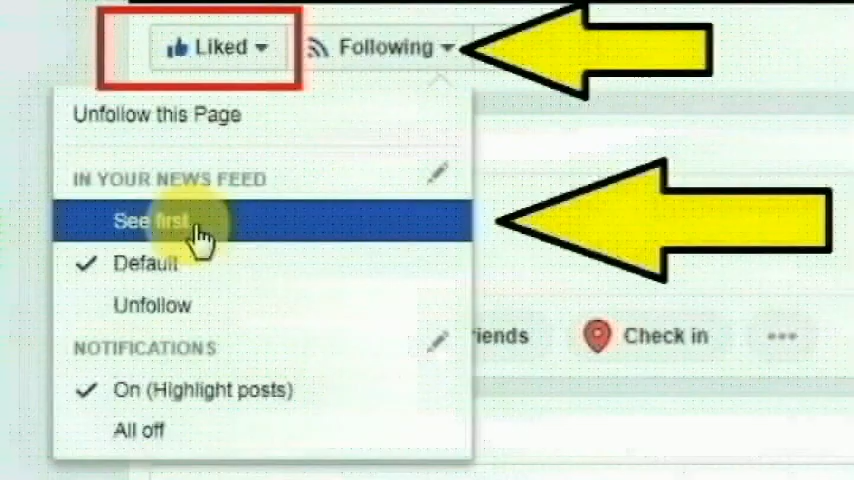 Liked Following
Unfollow this Page
IN YOUR NEWS FEED
See first
Default
Unfollow
NOTIFICATIONS
iends Check in
On (Highlight posts)
All off